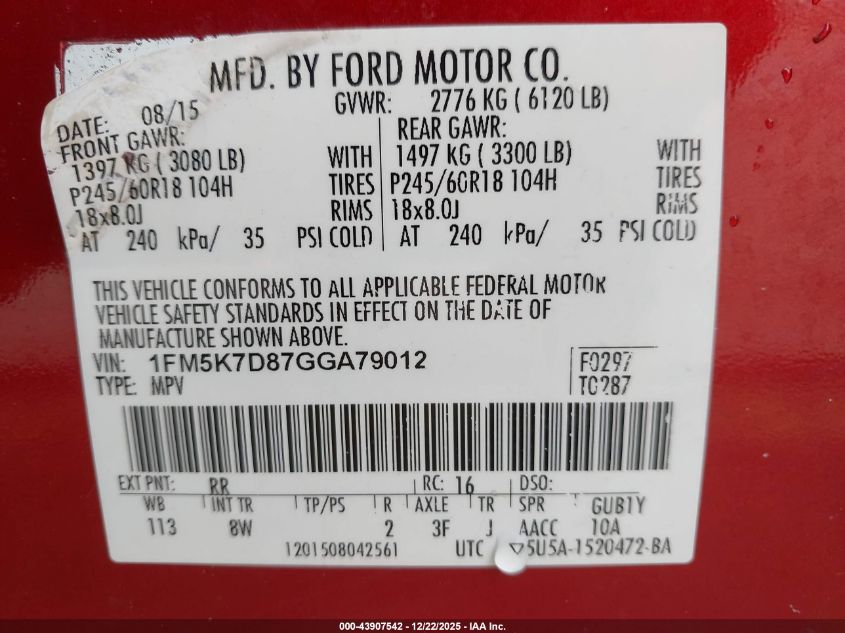 MFD. BY FORD MOTOR CO.
DATE: 08/15 GVWR: 2776 KG ( 6120 LB)
FRONT GAWR: REAR GAWR:
1397 KG ( 3080 LB) WITH 1497 KG ( 3300 LB) WITH
P245/60R18 104H TIRES P245/60R18 104H TIRES
18x8.0J RIMS 18x8.0J RIMS
AT 240 kPa/ 35 PSI COLD AT 240 kPa/ 35 PSI COLD
THIS VEHICLE CONFORMS TO ALL APPLICABLE FEDERAL MOTOR
VEHICLE SAFETY STANDARDS IN EFFECT ON THE DATE OF
MANUFACTURE SHOWN ABOVE.
VIN: 1FM5K7D87GGA79012 F0297
TYPE: MPV T0287
EXT PNT: RR RC: 16 DSO:
WB INT TR TP/PS R AXLE TR SPR GUB1Y
113 8W 2 3F J AACC 10A
1201508042561 UTC ▽5U5A-1520472-BA
000-43907542 - 12/22/2025 - IAA Inc.